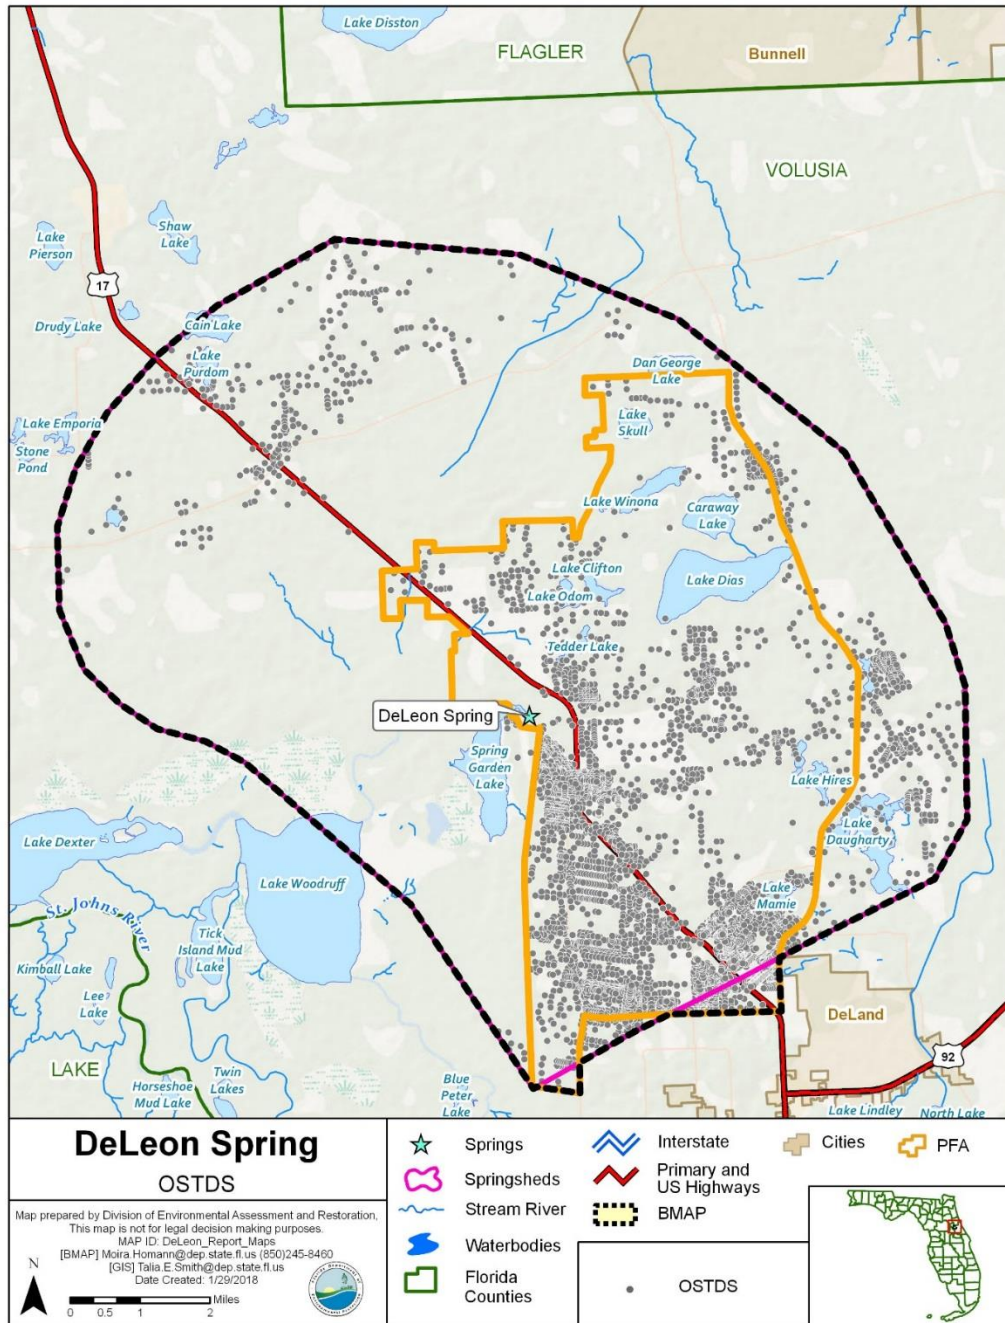 Lake Disston
FLAGLER
Bunnell
VOLUSIA
Lake
Pierson
Shaw
Lake
17
Drudy Lake
Cain Lake
Lake
Purdom
Dan George
Lake
Lake Emporia
Stone
Pond
Lake
Skull
Lake Winona
Caraway
Lake
Lake Clifton
Lake Odom
Lake Dias
Tedder Lake
DeLeon Spring
Spring
Garden
Lake
Lake Hires
Lake
Daugharty
Lake Dexter
Lake Woodruff
Lake
Mamie
St. Johns River
Tick
Island Mud
Lake
Kimball Lake
Lee
Lake
DeLand
92
LAKE
Horseshoe
Mud Lake
Twin
Lakes
Blue
Peter
Lake
Lake Lindley
North Lake
DeLeon Spring
OSTDS
Map prepared by Division of Environmental Assessment and Restoration.
This map is not for legal decision making purposes.
MAP ID: DeLeon_Report_Maps
[BMAP] Moira.Homann@dep.state.fl.us (850)245-8460
[GIS] Talia.E.Smith@dep.state.fl.us
Date Created: 1/29/2018
N
Miles
0 0.5 1 2
Springs
Springsheds
Stream River
Waterbodies
Florida
Counties
Interstate
Primary and
US Highways
BMAP
Cities
PFA
OSTDS